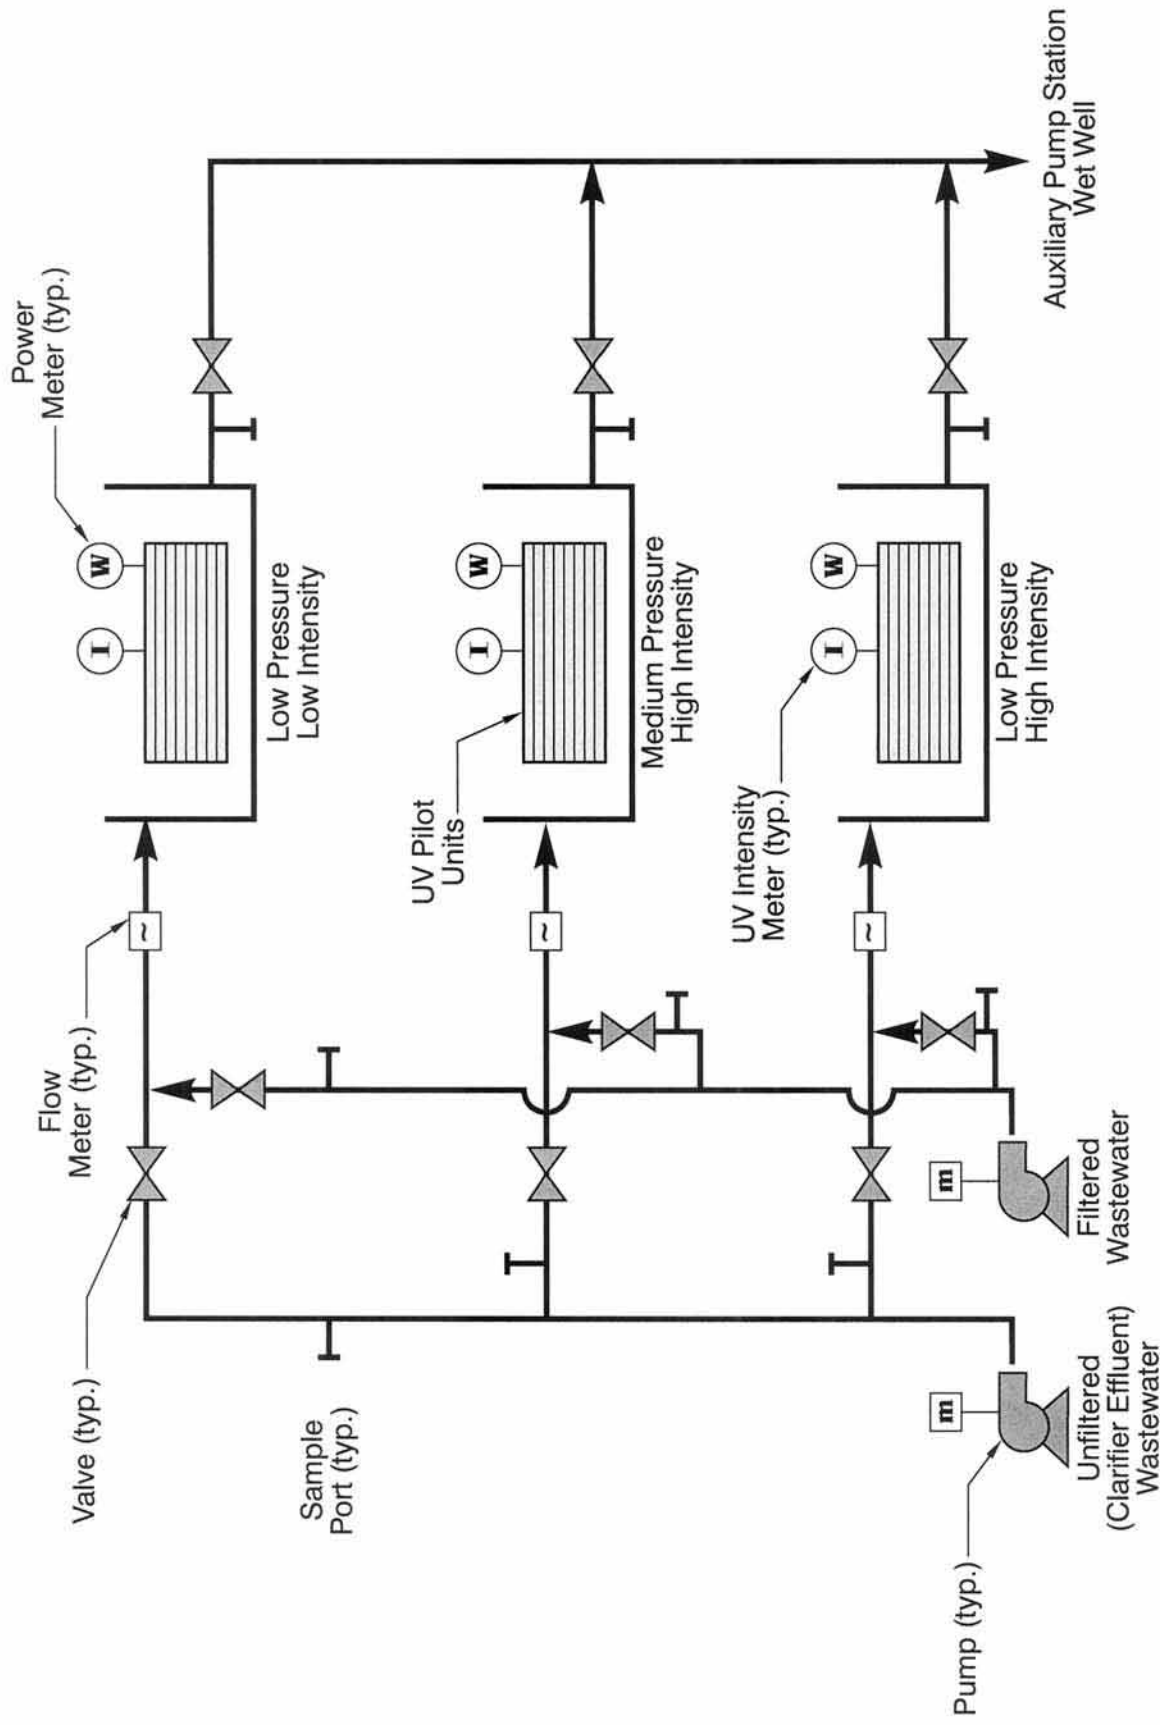 Power
Meter (typ.)
Flow
Meter (typ.)
Valve (typ.)
W
I
Low Pressure
Low Intensity
~
Sample
Port (typ.)
UV Pilot
Units
W
I
Medium Pressure
High Intensity
~
UV Intensity
Meter (typ.)
W
I
Low Pressure
High Intensity
~
m
m
Pump (typ.)
Unfiltered
(Clarifier Effluent)
Wastewater
Filtered
Wastewater
Auxiliary Pump Station
Wet Well